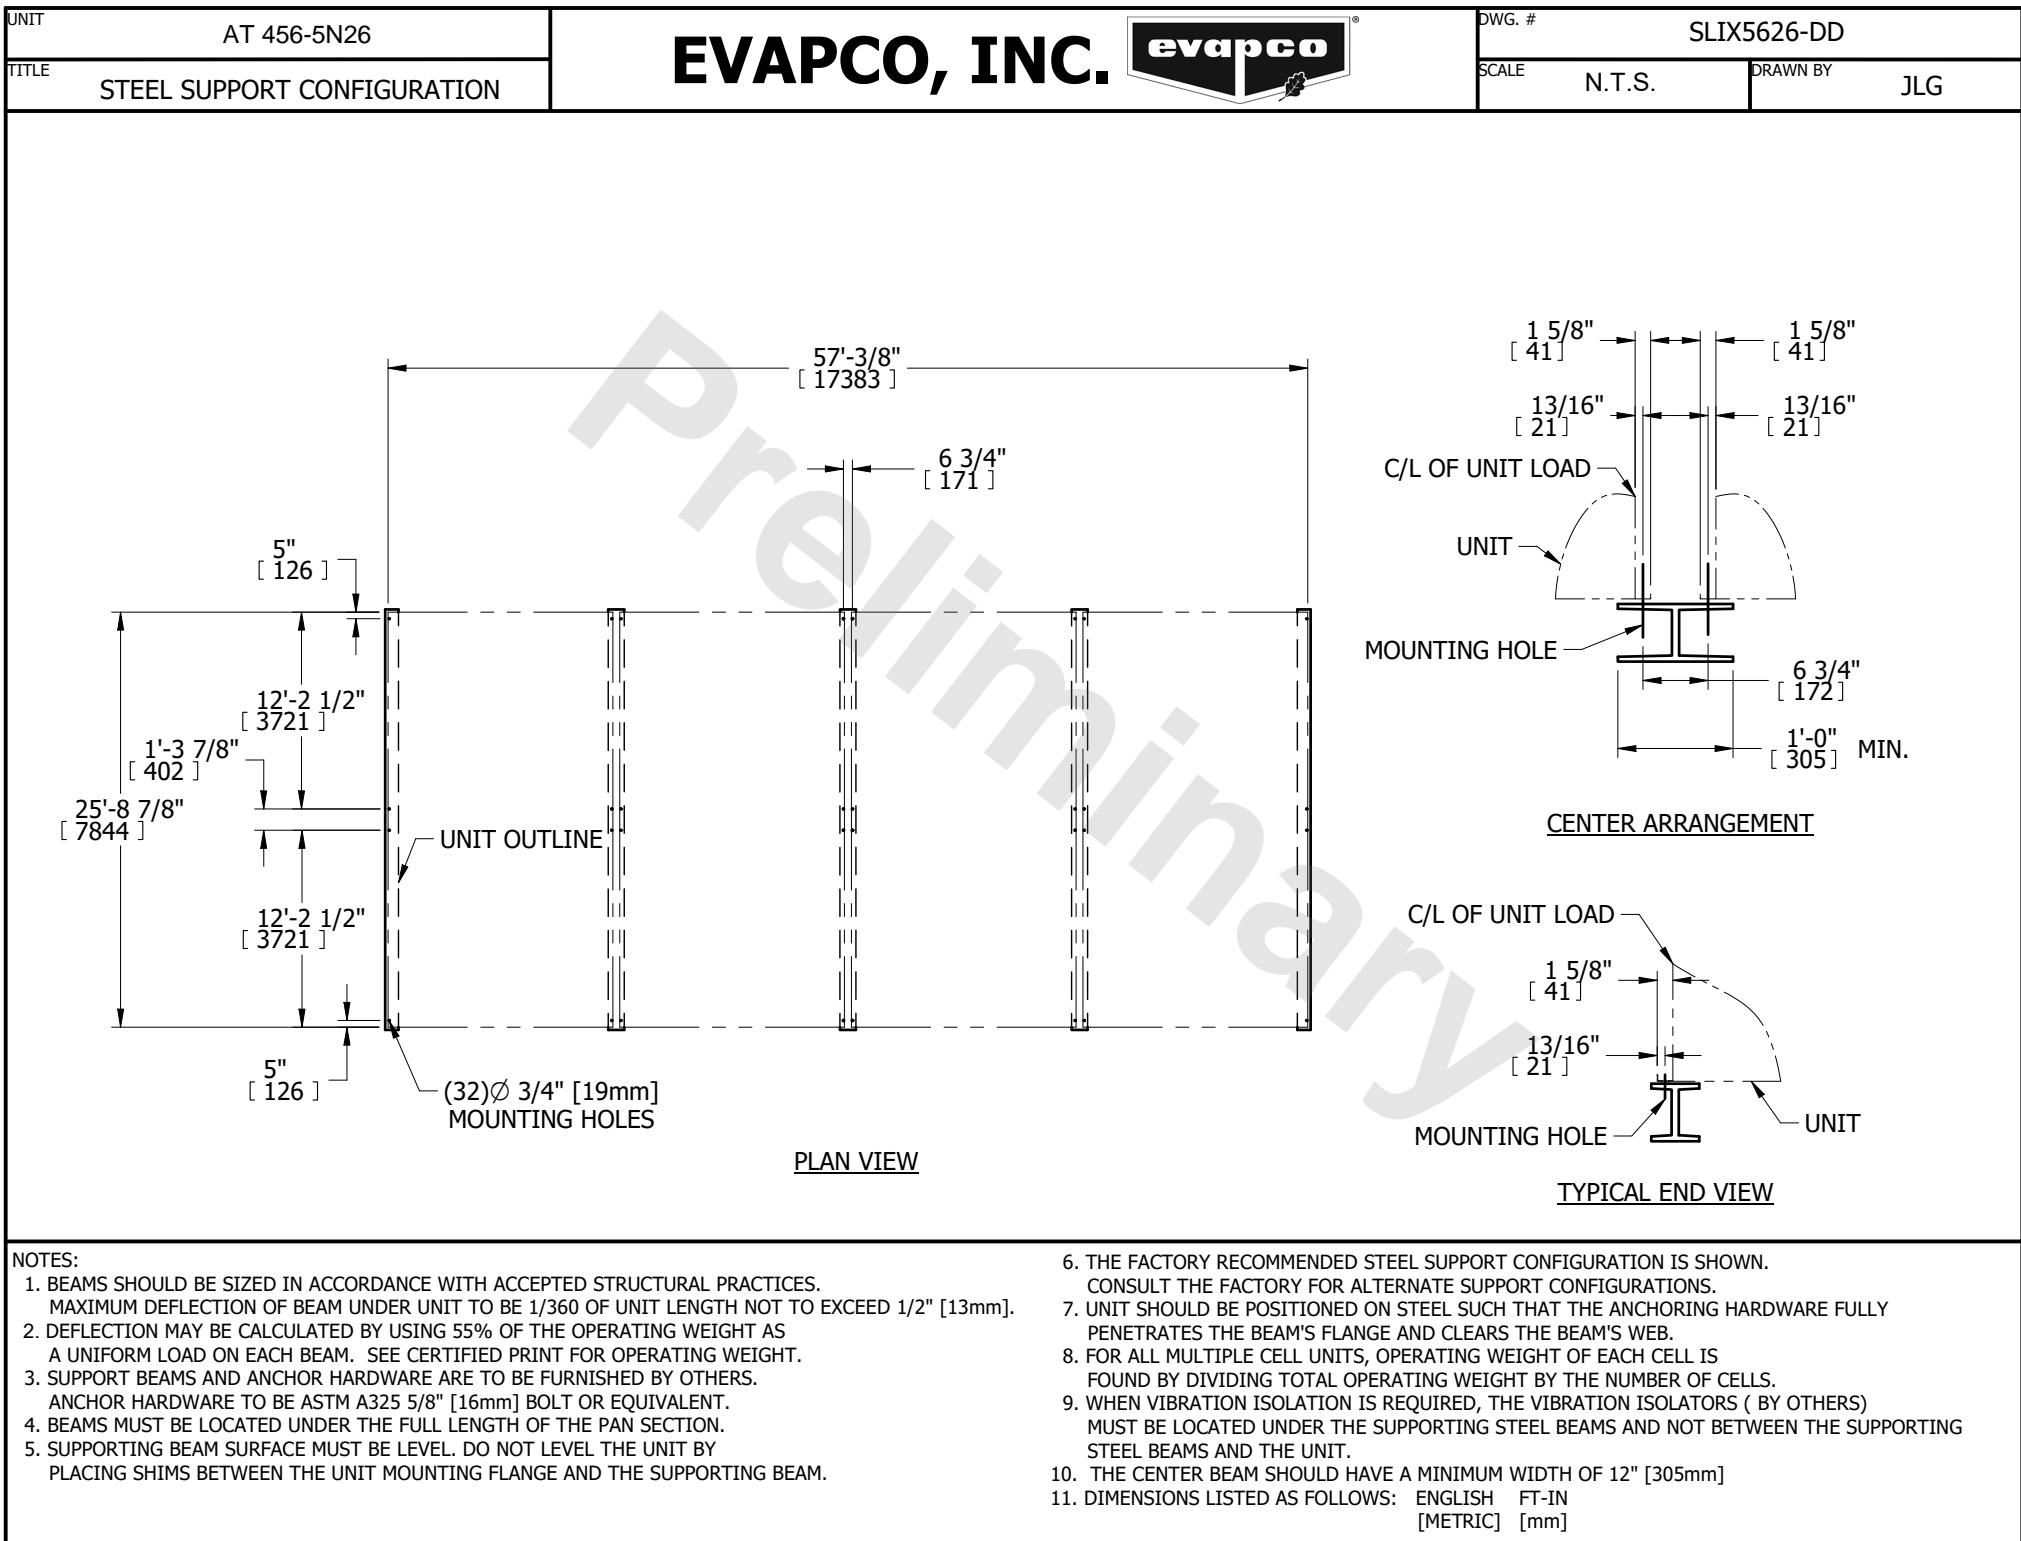 UNIT
AT 456-5N26
TITLE
STEEL SUPPORT CONFIGURATION
EVAPCO, INC.
evapco
®
DWG. #
SLIX5626-DD
SCALE
N.T.S.
DRAWN BY
JLG
Preliminary
57'-3/8"
[ 17383 ]
6 3/4"
[ 171 ]
5"
[ 126 ]
12'-2 1/2"
[ 3721 ]
1'-3 7/8"
[ 402 ]
25'-8 7/8"
[ 7844 ]
UNIT OUTLINE
12'-2 1/2"
[ 3721 ]
5"
[ 126 ]
(32)∅ 3/4" [19mm]
MOUNTING HOLES
PLAN VIEW
1 5/8"
[ 41 ]
1 5/8"
[ 41 ]
13/16"
[ 21 ]
13/16"
[ 21 ]
C/L OF UNIT LOAD
UNIT
MOUNTING HOLE
6 3/4"
[ 172 ]
1'-0"
[ 305 ]
MIN.
CENTER ARRANGEMENT
C/L OF UNIT LOAD
1 5/8"
[ 41 ]
13/16"
[ 21 ]
UNIT
MOUNTING HOLE
TYPICAL END VIEW
NOTES:
1. BEAMS SHOULD BE SIZED IN ACCORDANCE WITH ACCEPTED STRUCTURAL PRACTICES.
MAXIMUM DEFLECTION OF BEAM UNDER UNIT TO BE 1/360 OF UNIT LENGTH NOT TO EXCEED 1/2" [13mm].
2. DEFLECTION MAY BE CALCULATED BY USING 55% OF THE OPERATING WEIGHT AS
A UNIFORM LOAD ON EACH BEAM. SEE CERTIFIED PRINT FOR OPERATING WEIGHT.
3. SUPPORT BEAMS AND ANCHOR HARDWARE ARE TO BE FURNISHED BY OTHERS.
ANCHOR HARDWARE TO BE ASTM A325 5/8" [16mm] BOLT OR EQUIVALENT.
4. BEAMS MUST BE LOCATED UNDER THE FULL LENGTH OF THE PAN SECTION.
5. SUPPORTING BEAM SURFACE MUST BE LEVEL. DO NOT LEVEL THE UNIT BY
PLACING SHIMS BETWEEN THE UNIT MOUNTING FLANGE AND THE SUPPORTING BEAM.
6. THE FACTORY RECOMMENDED STEEL SUPPORT CONFIGURATION IS SHOWN.
CONSULT THE FACTORY FOR ALTERNATE SUPPORT CONFIGURATIONS.
7. UNIT SHOULD BE POSITIONED ON STEEL SUCH THAT THE ANCHORING HARDWARE FULLY
PENETRATES THE BEAM'S FLANGE AND CLEARS THE BEAM'S WEB.
8. FOR ALL MULTIPLE CELL UNITS, OPERATING WEIGHT OF EACH CELL IS
FOUND BY DIVIDING TOTAL OPERATING WEIGHT BY THE NUMBER OF CELLS.
9. WHEN VIBRATION ISOLATION IS REQUIRED, THE VIBRATION ISOLATORS ( BY OTHERS)
MUST BE LOCATED UNDER THE SUPPORTING STEEL BEAMS AND NOT BETWEEN THE SUPPORTING
STEEL BEAMS AND THE UNIT.
10. THE CENTER BEAM SHOULD HAVE A MINIMUM WIDTH OF 12" [305mm]
11. DIMENSIONS LISTED AS FOLLOWS: ENGLISH FT-IN
[METRIC] [mm]